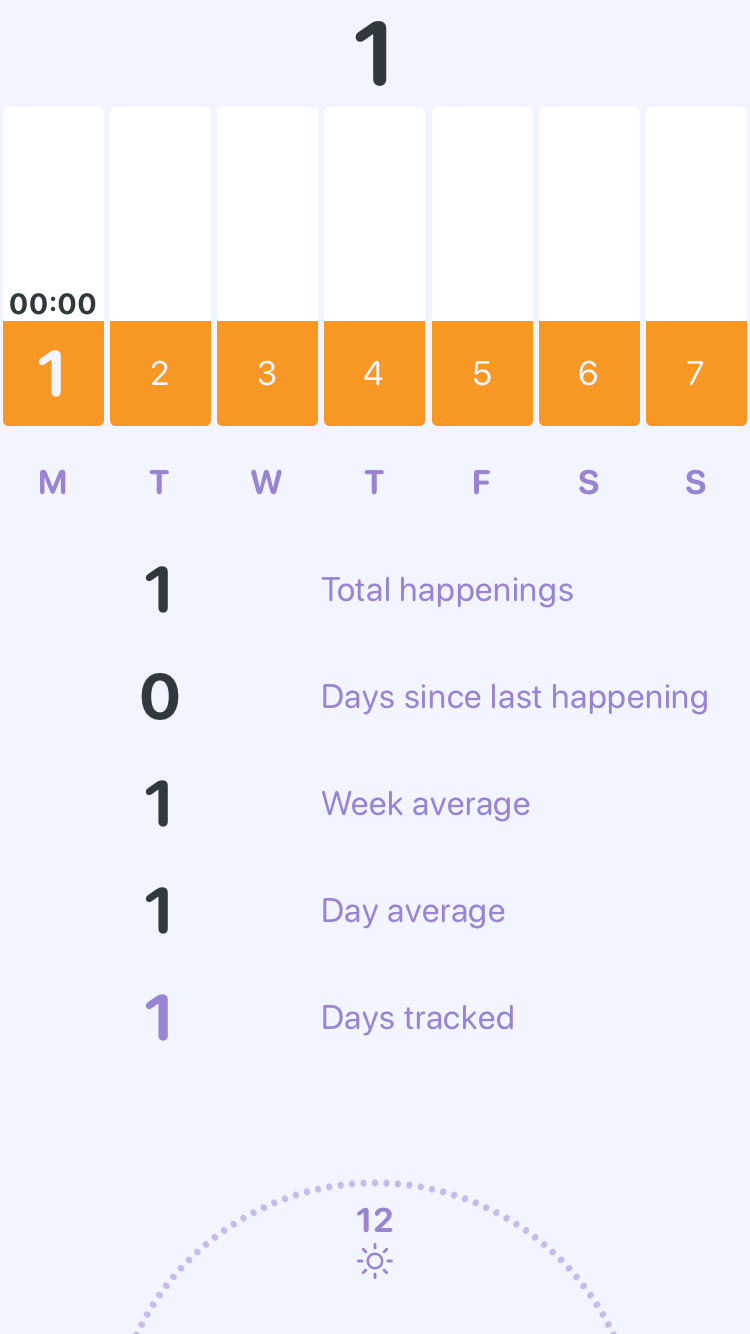 1
00:00
1 2 3 4 5 6 7
M T W T F S S
1 Total happenings
0 Days since last happening
1 Week average
1 Day average
1 Days tracked
12